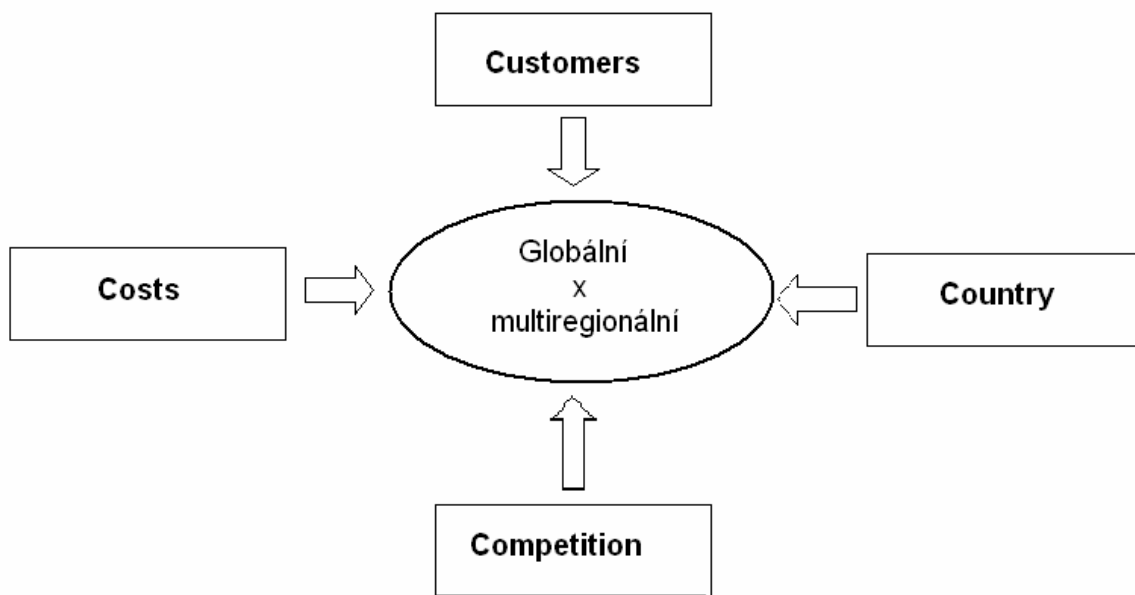 Customers
Costs
Globální
x
multiregionální
Country
Competition